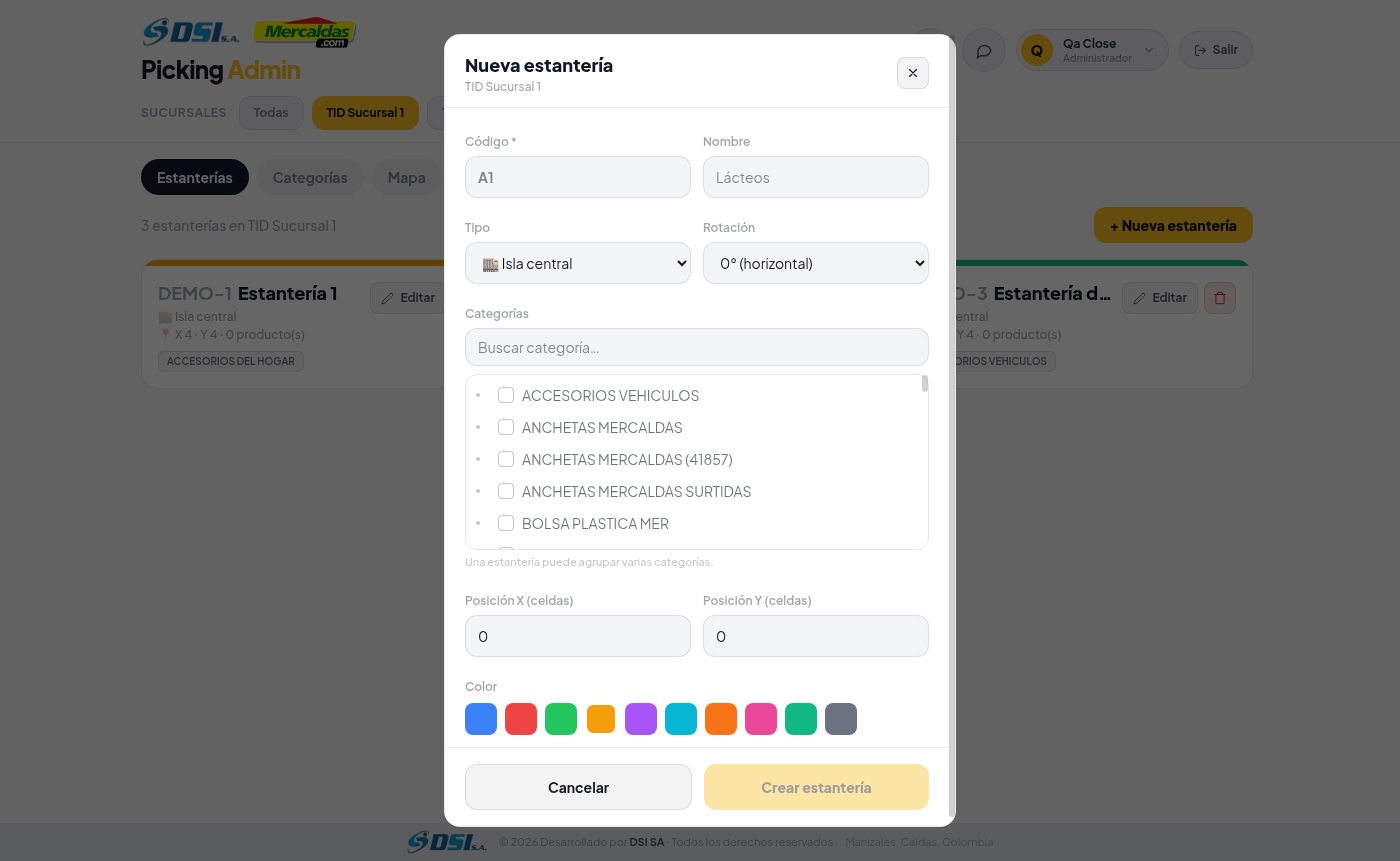 DSI S.A.
Mercaldas
.com
Picking Admin
Qa Close
Administrador
Q
Salir
SUCURSALES
Todas
TID Sucursal 1
Estanterías
Categorías
Mapa
3 estanterías en TID Sucursal 1
+ Nueva estantería
DEMO-1 Estantería 1
Editar
Isla central
X 4 · Y 4 · 0 producto(s)
ACCESORIOS DEL HOGAR
O-3 Estantería d...
Editar
entral
Y 4 · 0 producto(s)
ORIOS VEHICULOS
Nueva estantería
TID Sucursal 1
Código *
Nombre
A1
Lácteos
Tipo
Rotación
Isla central
0° (horizontal)
Categorías
Buscar categoría...
ACCESORIOS VEHICULOS
ANCHETAS MERCALDAS
ANCHETAS MERCALDAS (41857)
ANCHETAS MERCALDAS SURTIDAS
BOLSA PLASTICA MER
Una estantería puede agrupar varias categorías.
Posición X (celdas)
Posición Y (celdas)
0
0
Color
Cancelar
Crear estantería
DSI S.A.
© 2026 Desarrollado por DSI SA · Todos los derechos reservados
Manizales, Caldas, Colombia